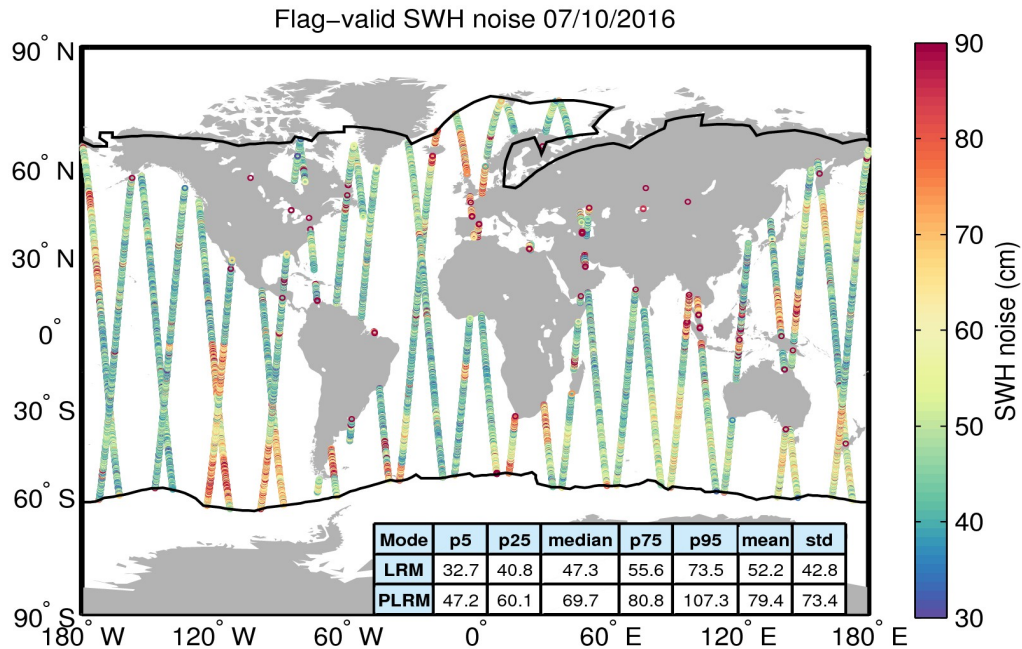 Flag-valid SWH noise 07/10/2016
90° N
60° N
30° N
0°
30° S
60° S
90° S
180° W
120° W
60° W
0°
60° E
120° E
180° E
Mode p5 p25 median p75 p95 mean std
LRM 32.7 40.8 47.3 55.6 73.5 52.2 42.8
PLRM 47.2 60.1 69.7 80.8 107.3 79.4 73.4
90
80
70
60
50
40
30
SWH noise (cm)